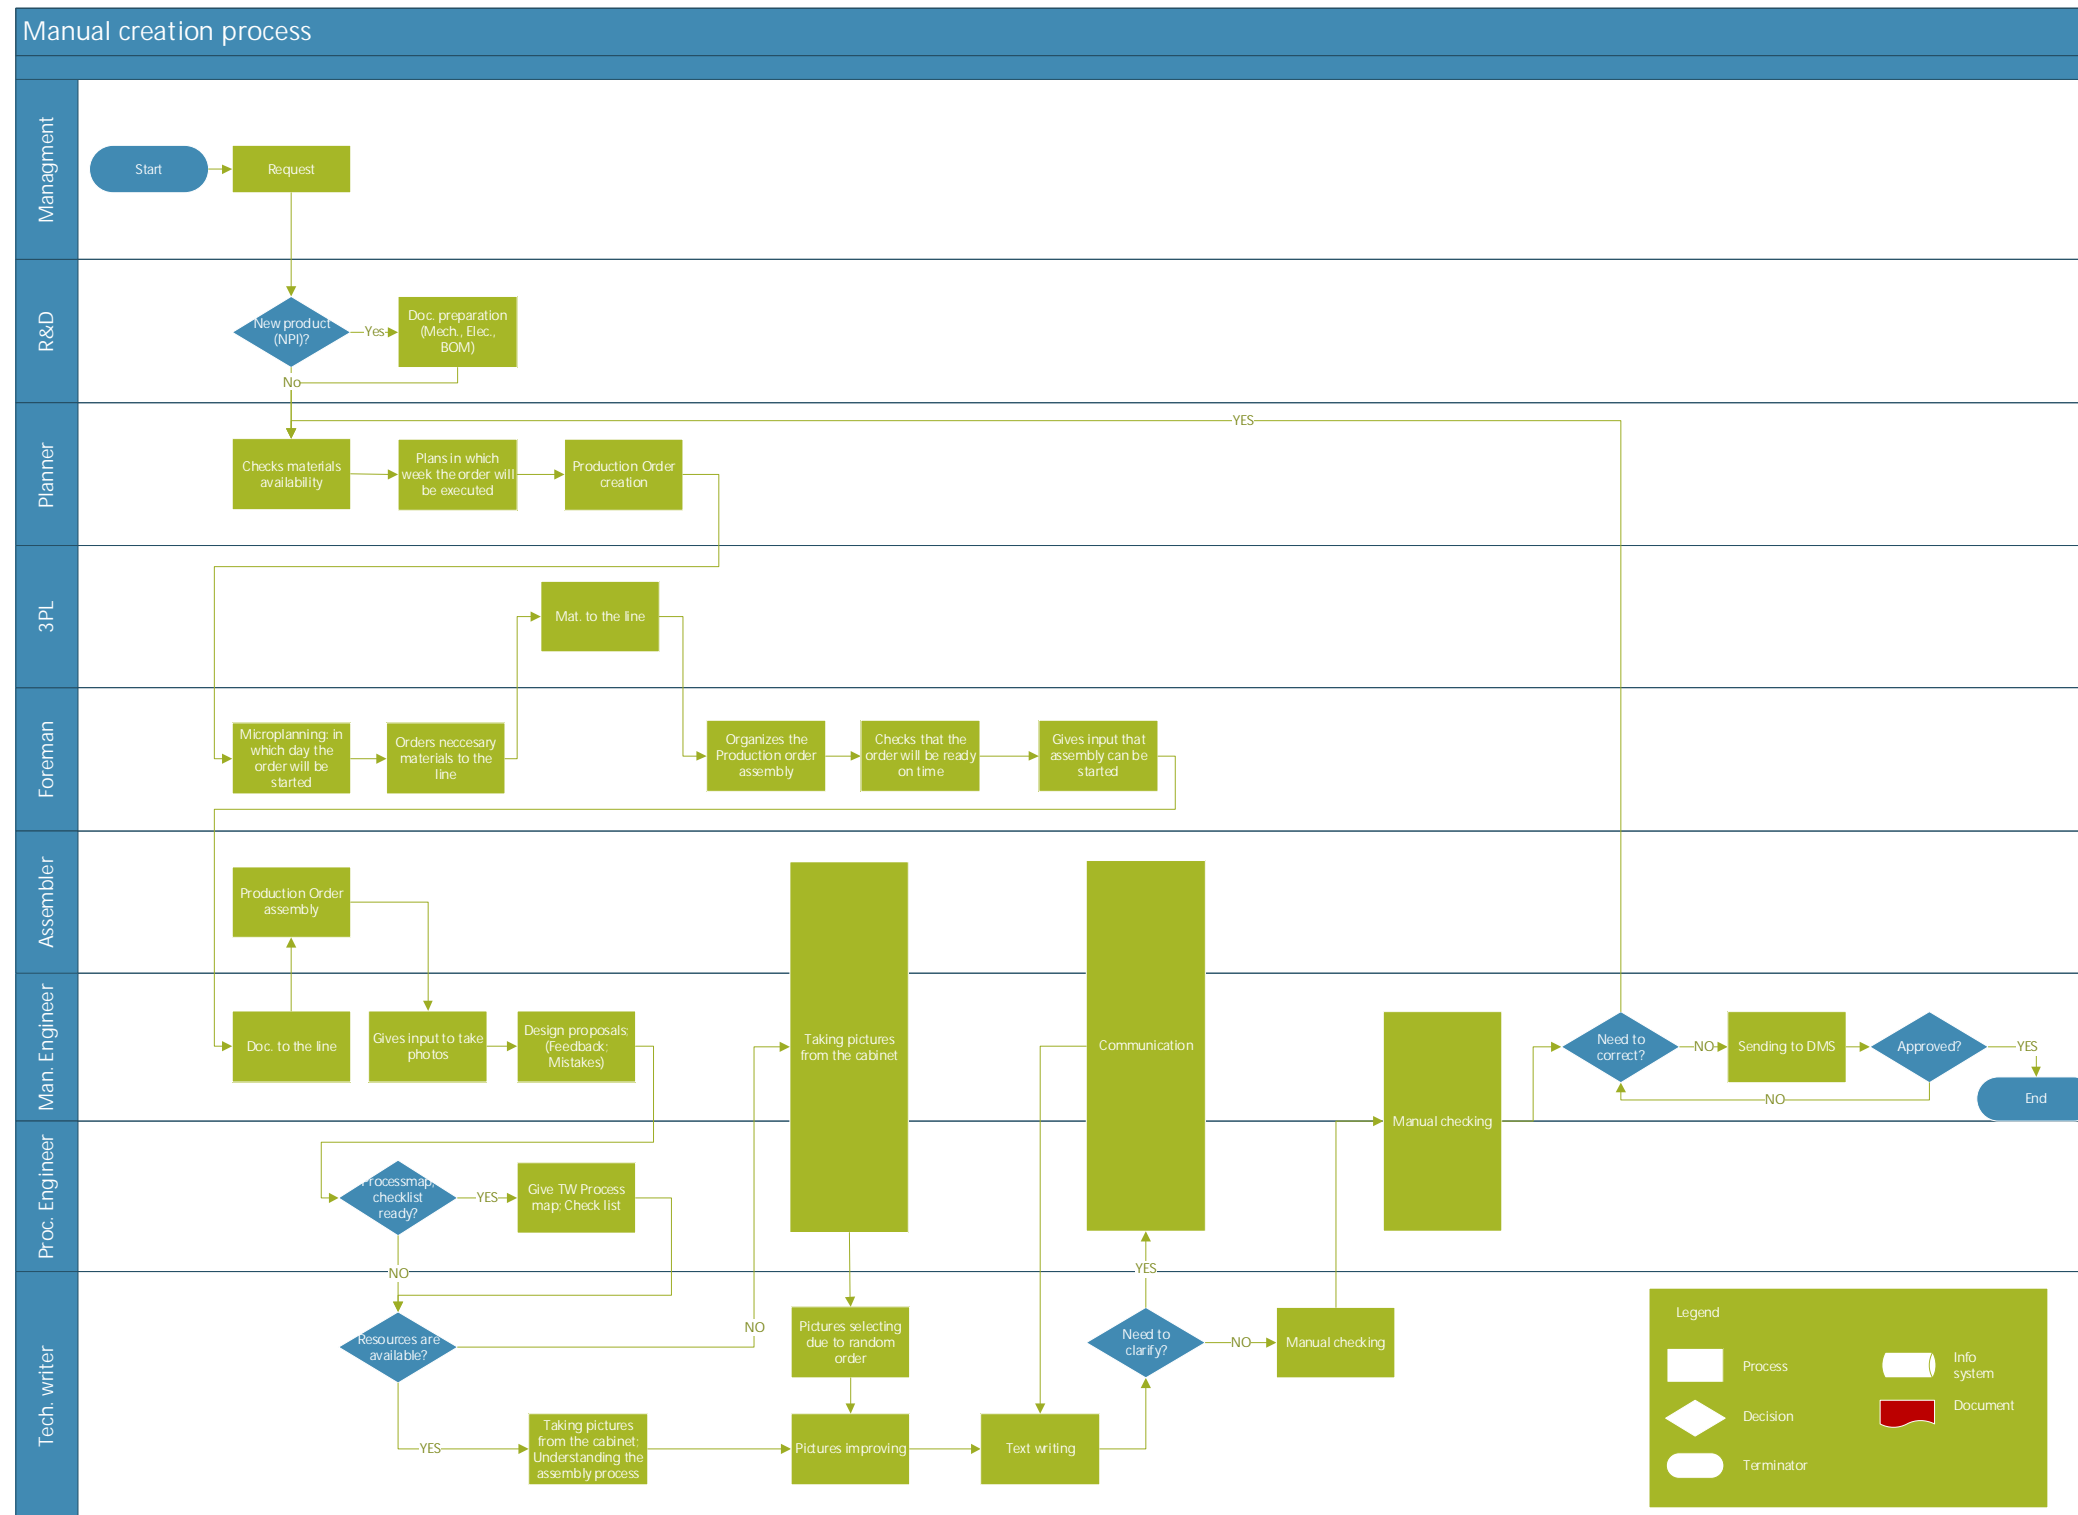 Manual creation process
Managment
Start
Request
R&D
New product
(NPI)?
Yes
Doc. preparation
(Mech., Elec.,
BOM)
No
Planner
YES
Checks materials
availability
Plans in which
week the order will
be executed
Production Order
creation
3PL
Mat. to the line
Foreman
Microplanning: in
which day the
order will be
started
Orders neccesary
materials to the
line
Organizes the
Production order
assembly
Checks that the
order will be ready
on time
Gives input that
assembly can be
started
Assembler
Production Order
assembly
Man. Engineer
Doc. to the line
Gives input to take
photos
Design proposals;
(Feedback;
Mistakes)
Taking pictures
from the cabinet
Communication
Need to
correct?
NO
Sending to DMS
Approved?
YES
NO
End
Manual checking
Proc. Engineer
Processmap,
checklist
ready?
YES
Give TW Process
map; Check list
NO
Tech. writer
Resources are
available?
NO
YES
Taking pictures
from the cabinet;
Understanding the
assembly process
Pictures selecting
due to random
order
Pictures improving
Text writing
YES
Need to
clarify?
NO
Manual checking
Legend
Process
Info
system
Decision
Document
Terminator